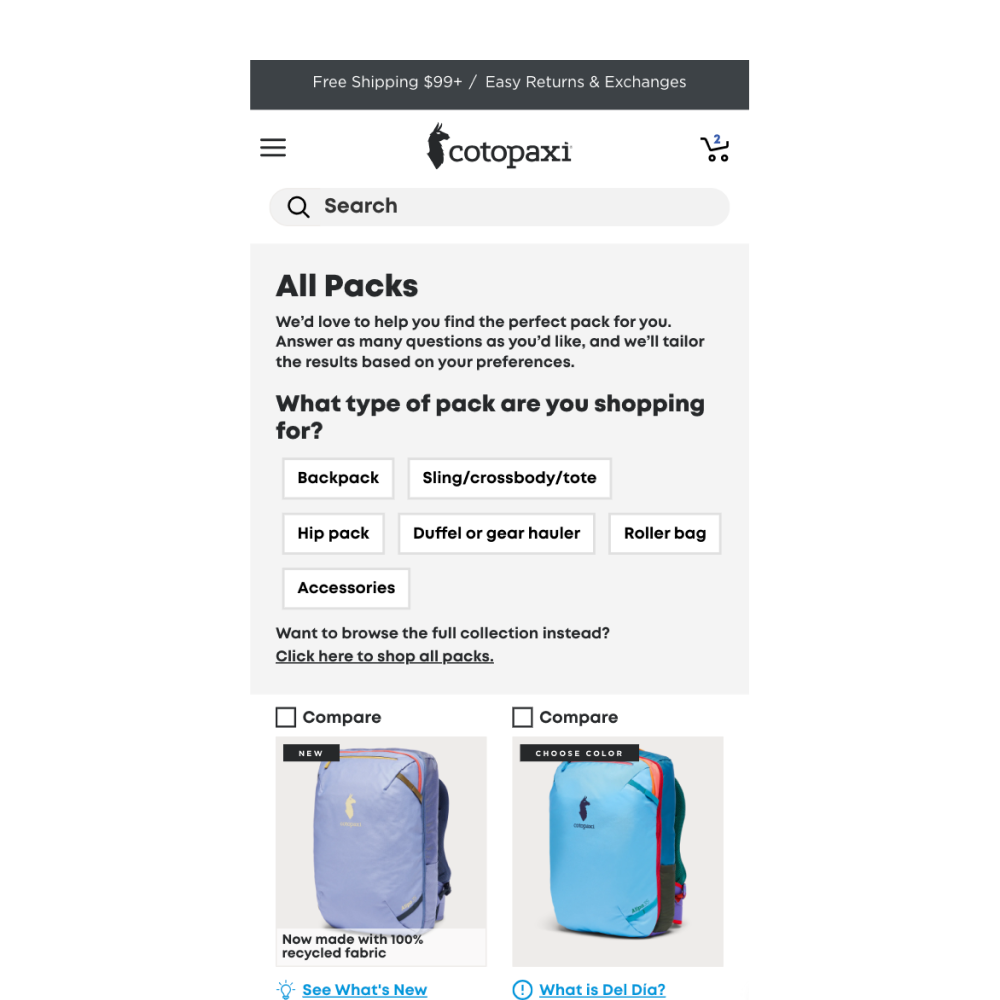 Free Shipping $99+ / Easy Returns & Exchanges
cotopaxi
2
Search
All Packs
We’d love to help you find the perfect pack for you.
Answer as many questions as you’d like, and we’ll tailor
the results based on your preferences.
What type of pack are you shopping
for?
Backpack
Sling/crossbody/tote
Hip pack
Duffel or gear hauler
Roller bag
Accessories
Want to browse the full collection instead?
Click here to shop all packs.
Compare
Compare
NEW
CHOOSE COLOR
cotopaxi
cotopaxi
Now made with 100%
recycled fabric
See What's New
What is Del Día?